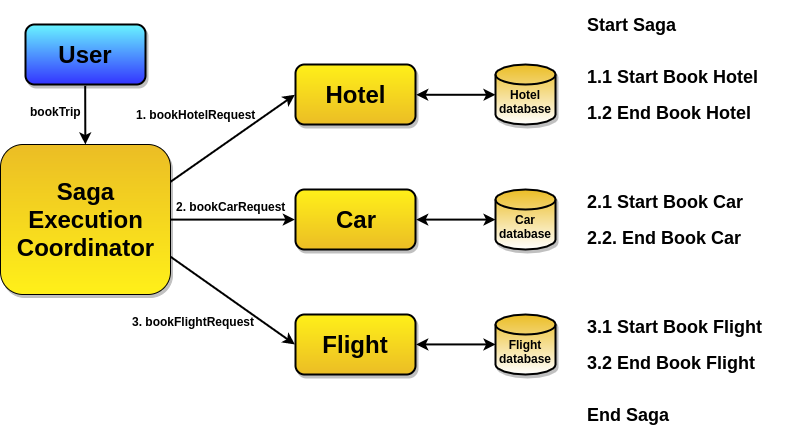 User
bookTrip
Saga
Execution
Coordinator
1. bookHotelRequest
2. bookCarRequest
3. bookFlightRequest
Hotel
Car
Flight
Hotel
database
Car
database
Flight
database
Start Saga
1.1 Start Book Hotel
1.2 End Book Hotel
2.1 Start Book Car
2.2. End Book Car
3.1 Start Book Flight
3.2 End Book Flight
End Saga